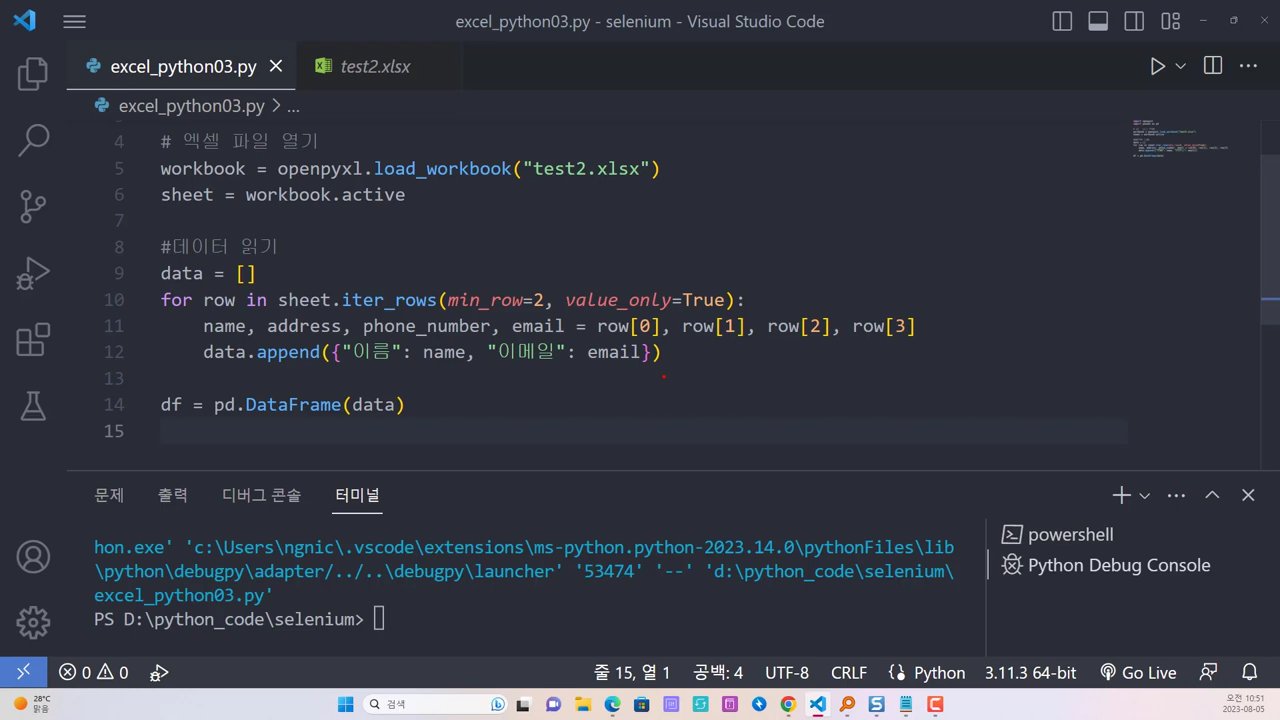 excel_python03.py - selenium - Visual Studio Code
excel_python03.py
test2.xlsx
excel_python03.py > ...
4 # 엑셀 파일 열기
5 workbook = openpyxl.load_workbook("test2.xlsx")
6 sheet = workbook.active
7
8 #데이터 읽기
9 data = []
10 for row in sheet.iter_rows(min_row=2, value_only=True):
11 name, address, phone_number, email = row[0], row[1], row[2], row[3]
12 data.append({"이름": name, "이메일": email})
13
14 df = pd.DataFrame(data)
15
문제 출력 디버그 콘솔 터미널
hon.exe' 'c:\Users\ngnic\.vscode\extensions\ms-python.python-2023.14.0\pythonFiles\lib
\python\debugpy\adapter/../..\debugpy\launcher' '53474' '--' 'd:\python_code\selenium\
excel_python03.py'
PS D:\python_code\selenium>
powershell
Python Debug Console
0 0 줄 15, 열 1 공백: 4 UTF-8 CRLF Python 3.11.3 64-bit Go Live
28°C
맑음
검색
오전 10:51
2023-08-05